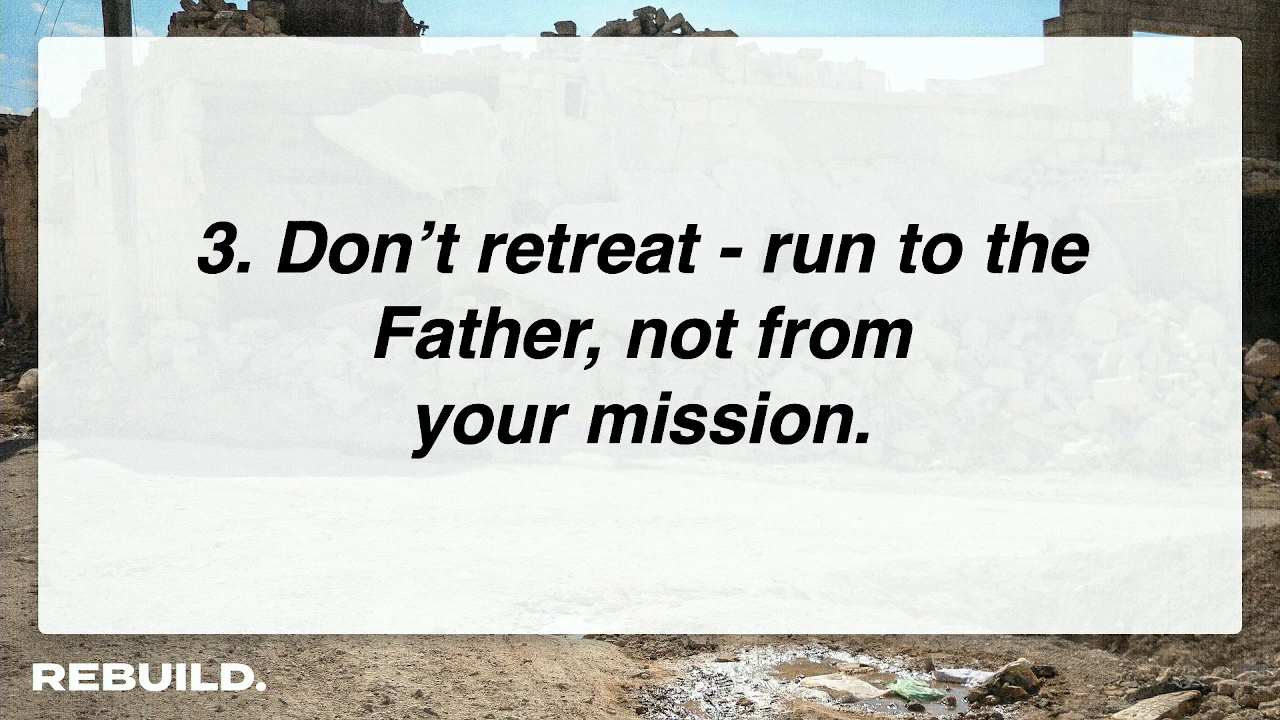 3. Don’t retreat - run to the
Father, not from
your mission.
REBUILD.